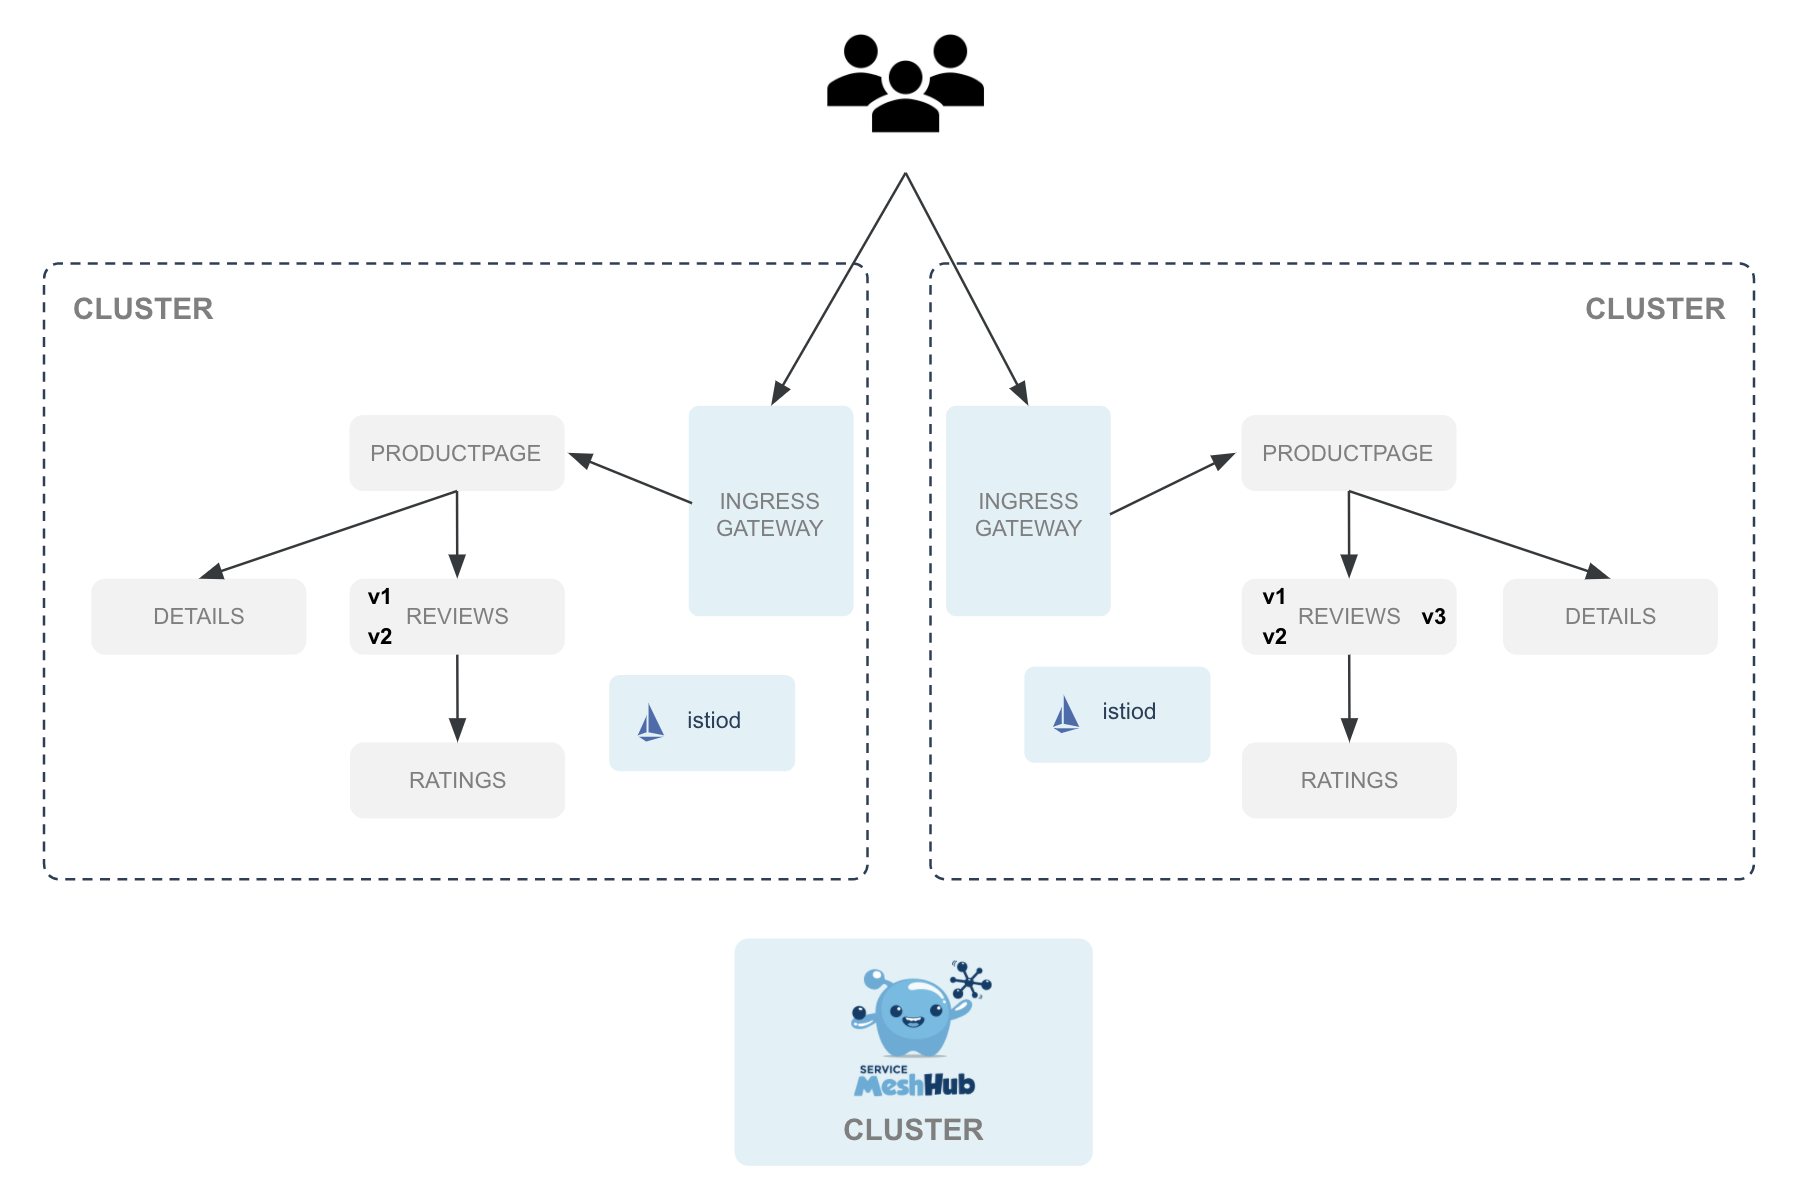 CLUSTER
PRODUCTPAGE
INGRESS
GATEWAY
DETAILS
v1
REVIEWS
v2
istiod
RATINGS
CLUSTER
INGRESS
GATEWAY
PRODUCTPAGE
v1
REVIEWS
v3
v2
DETAILS
istiod
RATINGS
SERVICE
MeshHub
CLUSTER